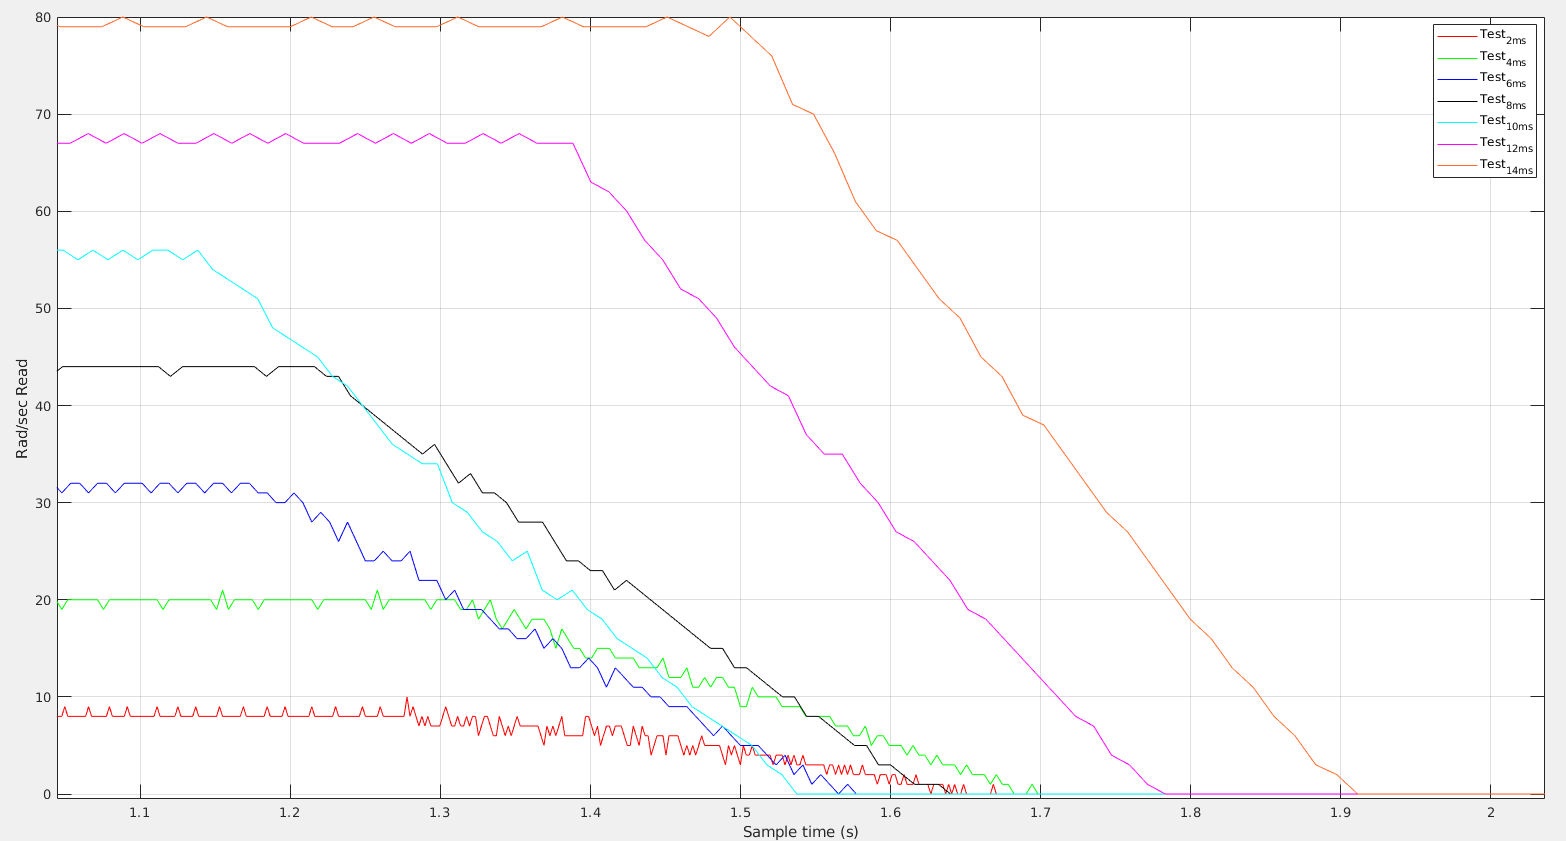 80
70
60
50
40
30
20
10
0
Rad/sec Read
1.1 1.2 1.3 1.4 1.5 1.6 1.7 1.8 1.9 2
Sample time (s)
Test2ms
Test4ms
Test6ms
Test8ms
Test10ms
Test12ms
Test14ms